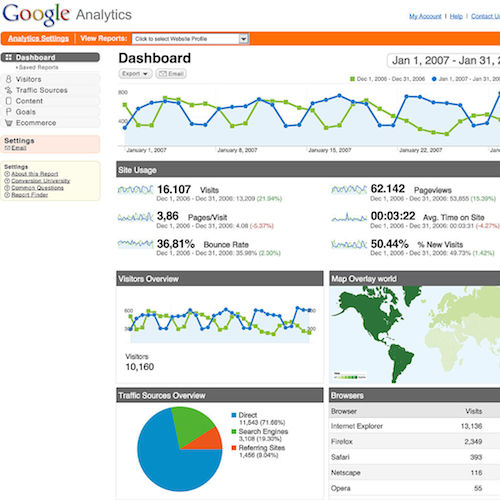 Google Analytics
My Account | Help | Contact Us
Analytics Settings
View Reports:
Click to select Website Profile
Dashboard
Saved Reports
Visitors
Traffic Sources
Content
Goals
Ecommerce
Settings
Email
Settings
About this Report
Conversion University
Common Questions
Report Finder
Dashboard
Jan 1, 2007 - Jan 31, 2
Export
Email
Dec 1, 2006 - Dec 31, 2006
Jan 1, 2007 - Jan 31, 200
800
400
January 1, 2007
January 8, 2007
January 15, 2007
January 22, 2007
Site Usage
16.107 Visits
Dec 1, 2006 - Dec 31, 2006: 13,209 (21.94%)
62.142 Pageviews
Dec 1, 2006 - Dec 31, 2006: 53,855 (15.39%)
3,86 Pages/Visit
Dec 1, 2006 - Dec 31, 2006: 4.08 (-5.37%)
00:03:22 Avg. Time on Site
Dec 1, 2006 - Dec 31, 2006: 00:03:31 (-4.27%)
36,81% Bounce Rate
Dec 1, 2006 - Dec 31, 2006: 35.98% (2.30%)
50.44% % New Visits
Dec 1, 2006 - Dec 31, 2006: 49.73% (1.42%)
Visitors Overview
600
300
600
300
Visitors
10,160
Map Overlay world
Traffic Sources Overview
Direct
11,543 (71.66%)
Search Engines
3,108 (19.30%)
Referring Sites
1,456 (9.04%)
Browsers
Browser Visits
Internet Explorer 13,136
Firefox 2,349
Safari 393
Netscape 116
Opera 55